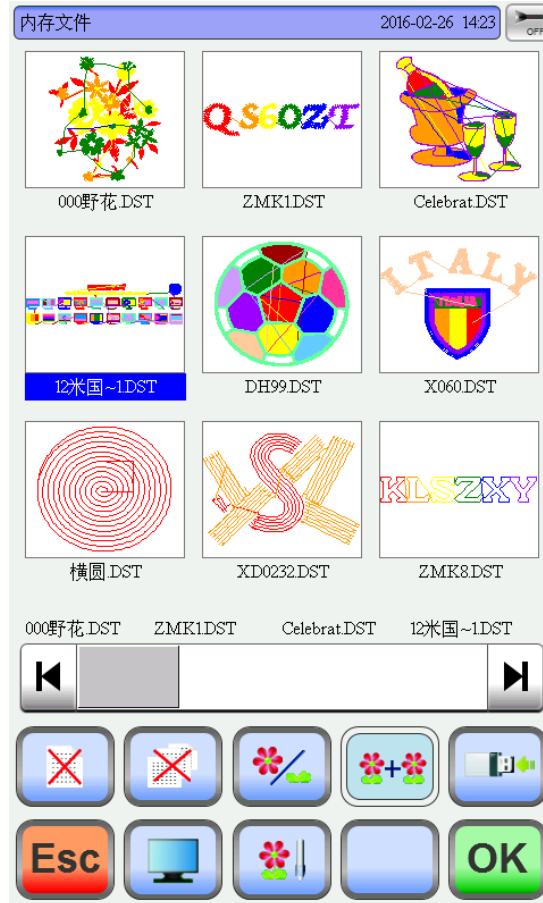 内存文件 2016-02-26 14:23
OFF
000野花.DST ZMK1.DST Celebrat.DST
12米国~1.DST DH99.DST X060.DST
ITALY
横圆.DST XD0232.DST ZMK8.DST
QS6OZT
KLSZXY
000野花.DST ZMK1.DST Celebrat.DST 12米国~1.DST
Esc OK